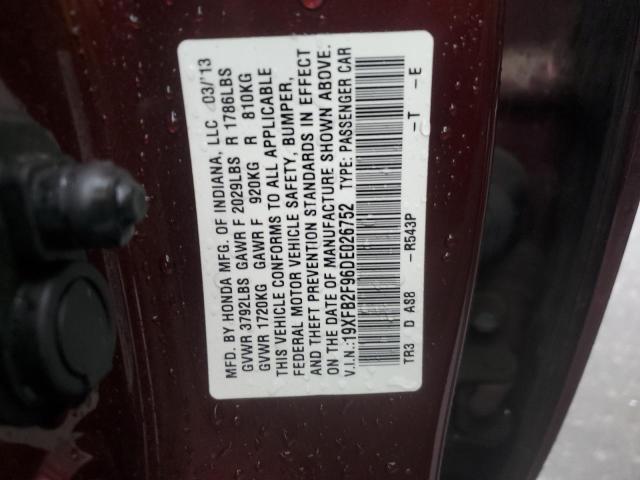 MFD. BY HONDA MFG. OF INDIANA, LLC 03/'13
GVWR 3792LBS GAWR F 2029LBS R 1786LBS
GVWR 1720KG GAWR F 920KG R 810KG
THIS VEHICLE CONFORMS TO ALL APPLICABLE
FEDERAL MOTOR VEHICLE SAFETY, BUMPER,
AND THEFT PREVENTION STANDARDS IN EFFECT
ON THE DATE OF MANUFACTURE SHOWN ABOVE.
V.I.N.:19XFB2F96DE026752 TYPE: PASSENGER CAR
TR3 D AS8 -R543P -T -E